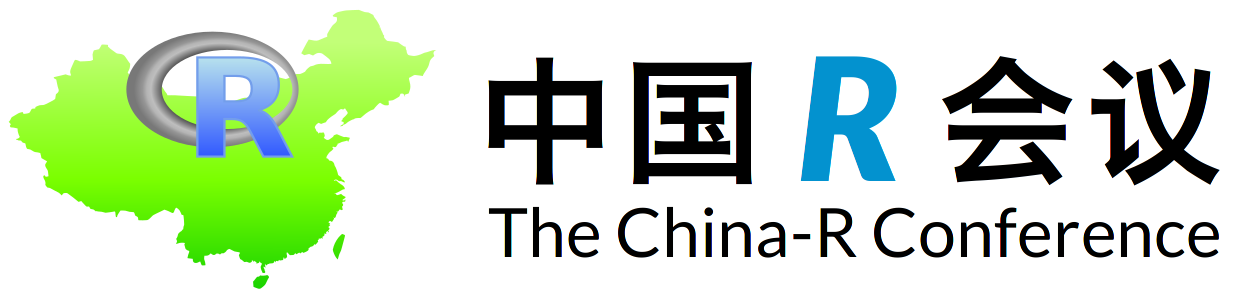 R
中国 R 会议
The China-R Conference